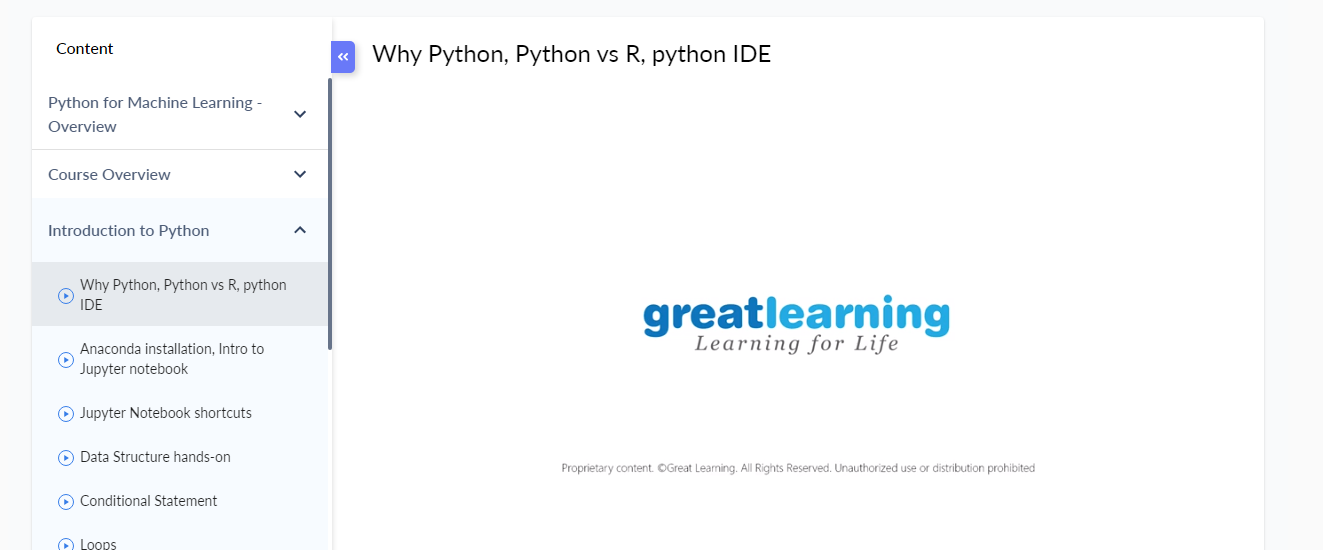 Content
Python for Machine Learning -
Overview
Course Overview
Introduction to Python
Why Python, Python vs R, python
IDE
Anaconda installation, Intro to
Jupyter notebook
Jupyter Notebook shortcuts
Data Structure hands-on
Conditional Statement
Loops
Why Python, Python vs R, python IDE
greatlearning
Learning for Life
Proprietary content. ©Great Learning. All Rights Reserved. Unauthorized use or distribution prohibited